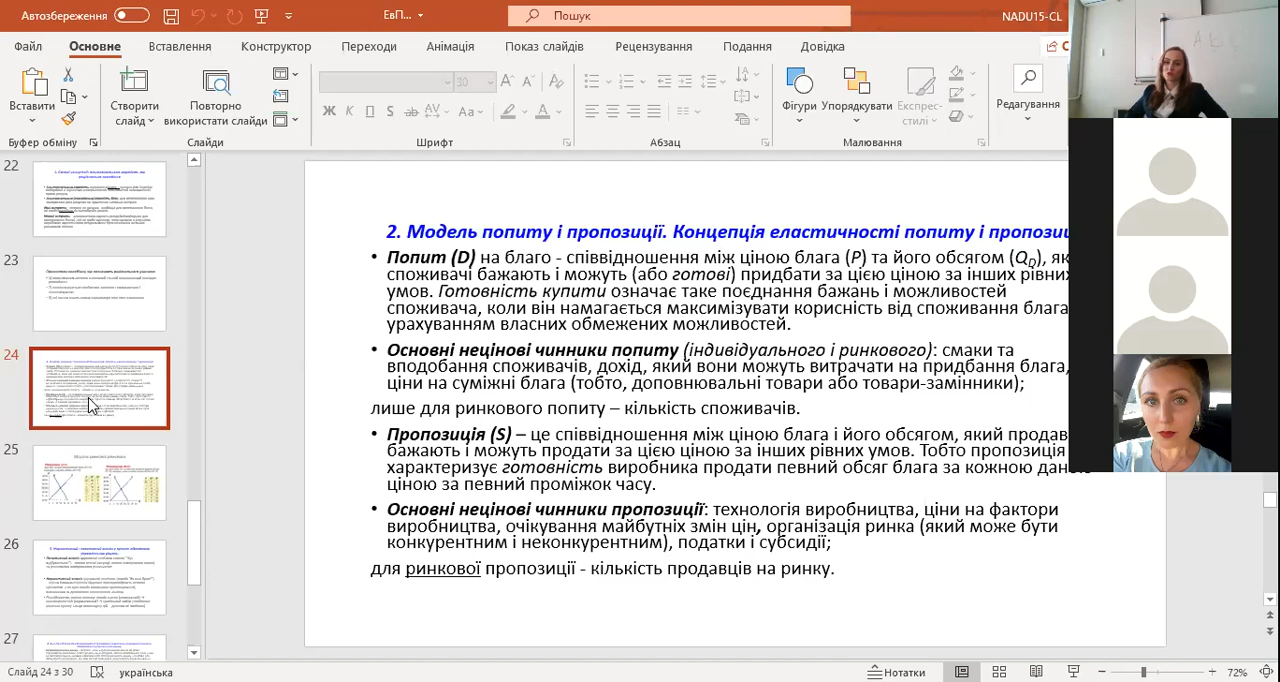 Автозбереження
ЕвП...
Пошук
NADU15-CL
Файл Основне Вставлення Конструктор Переходи Анімація Показ слайдів Рецензування Подання Довідка
Вставити
Створити слайд
Повторно використати слайди
30
Фігури
Упорядкувати
Експрес-стилі
Редагування
Буфер обміну
Слайди
Шрифт
Абзац
Малювання
22
23
24
25
26
27
2. Модель попиту і пропозиції. Концепція еластичності попиту і пропози
• Попит (D) на благо - співвідношення між ціною блага (P) та його обсягом (QD), як
споживачі бажають і можуть (або готові) придбати за цією ціною за інших рівних
умов. Готовність купити означає таке поєднання бажань і можливостей
споживача, коли він намагається максимізувати корисність від споживання блага
урахуванням власних обмежених можливостей.
• Основні нецінові чинники попиту (індивідуального і ринкового): смаки та
вподобання споживачів, дохід, який вони можуть витрачати на придбання блага,
ціни на суміжні блага (тобто, доповнювальні товари або товари-замінники);
лише для ринкового попиту – кількість споживачів.
• Пропозиція (S) – це співвідношення між ціною блага і його обсягом, який продав
бажають і можуть продати за цією ціною за інших рівних умов. Тобто пропозиція
характеризує готовність виробника продати певний обсяг блага за кожною даною
ціною за певний проміжок часу.
• Основні нецінові чинники пропозиції: технологія виробництва, ціни на фактори
виробництва, очікування майбутніх змін цін, організація ринка (який може бути
конкурентним і неконкурентним), податки і субсидії;
для ринкової пропозиції - кількість продавців на ринку.
Слайд 24 з 30
українська
Нотатки
72%